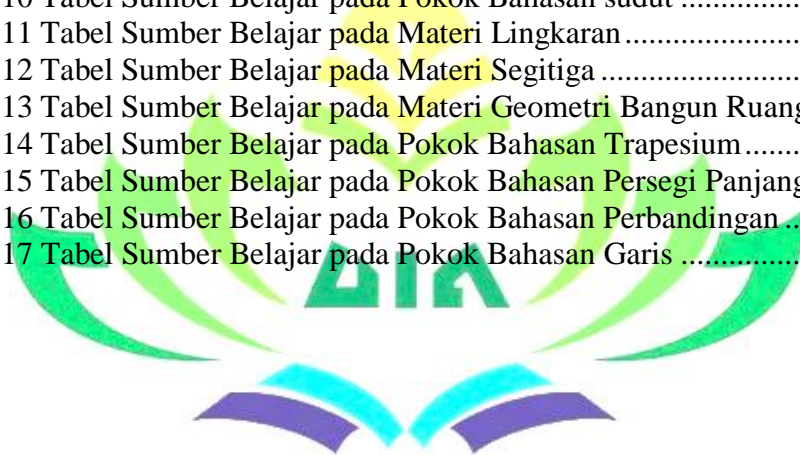 10 Tabel Sumber Belajar pada Pokok Bahasan sudut ................
11 Tabel Sumber Belajar pada Materi Lingkaran.......................
12 Tabel Sumber Belajar pada Materi Segitiga ..........................
13 Tabel Sumber Belajar pada Materi Geometri Bangun Ruang
14 Tabel Sumber Belajar pada Pokok Bahasan Trapesium.......
15 Tabel Sumber Belajar pada Pokok Bahasan Persegi Panjang
16 Tabel Sumber Belajar pada Pokok Bahasan Perbandingan ..
17 Tabel Sumber Belajar pada Pokok Bahasan Garis ...............